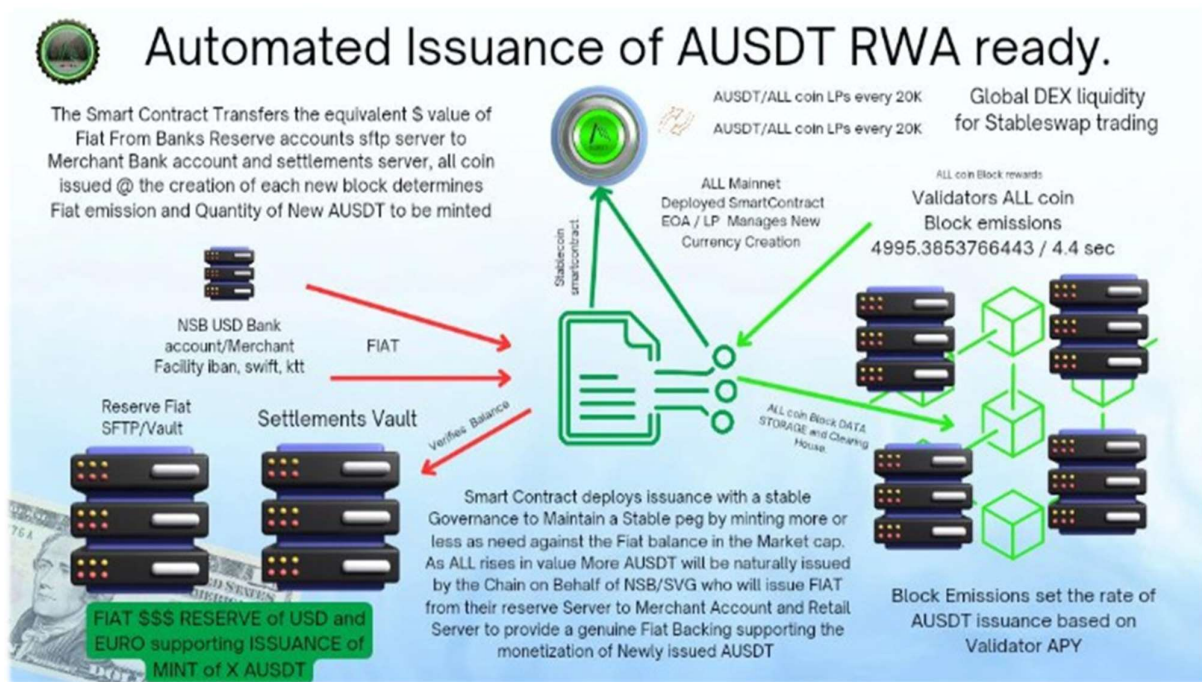 Automated Issuance of AUSDT RWA ready.
The Smart Contract Transfers the equivalent $ value of
Fiat From Banks Reserve accounts sftp server to
Merchant Bank account and settlements server, all coin
issued @ the creation of each new block determines
Fiat emission and Quantity of New AUSDT to be minted
AUSDT/ALL coin LPs every 20K
AUSDT/ALL coin LPs every 20K
Global DEX liquidity
for Stableswap trading
ALL Mainnet
Deployed SmartContract
EOA / LP Manages New
Currency Creation
ALL coin Block rewards
Validators ALL coin
Block emissions
4995.3853766443 / 4.4 sec
Stablecoin
smartcontract
NSB USD Bank
account/Merchant
Facility iban, swift, ktt
FIAT
Reserve Fiat
SFTP/Vault
Settlements Vault
Verifies Balance
ALL coin Block DATA
STORAGE and Clearing
House.
Smart Contract deploys issuance with a stable
Governance to Maintain a Stable peg by minting more or
less as need against the Fiat balance in the Market cap.
As ALL rises in value More AUSDT will be naturally issued
by the Chain on Behalf of NSB/SVG who will issue FIAT
from their reserve Server to Merchant Account and Retail
Server to provide a genuine Fiat Backing supporting the
monetization of Newly issued AUSDT
FIAT $$$ RESERVE of USD and
EURO supporting ISSUANCE of
MINT of X AUSDT
Block Emissions set the rate of
AUSDT issuance based on
Validator APY